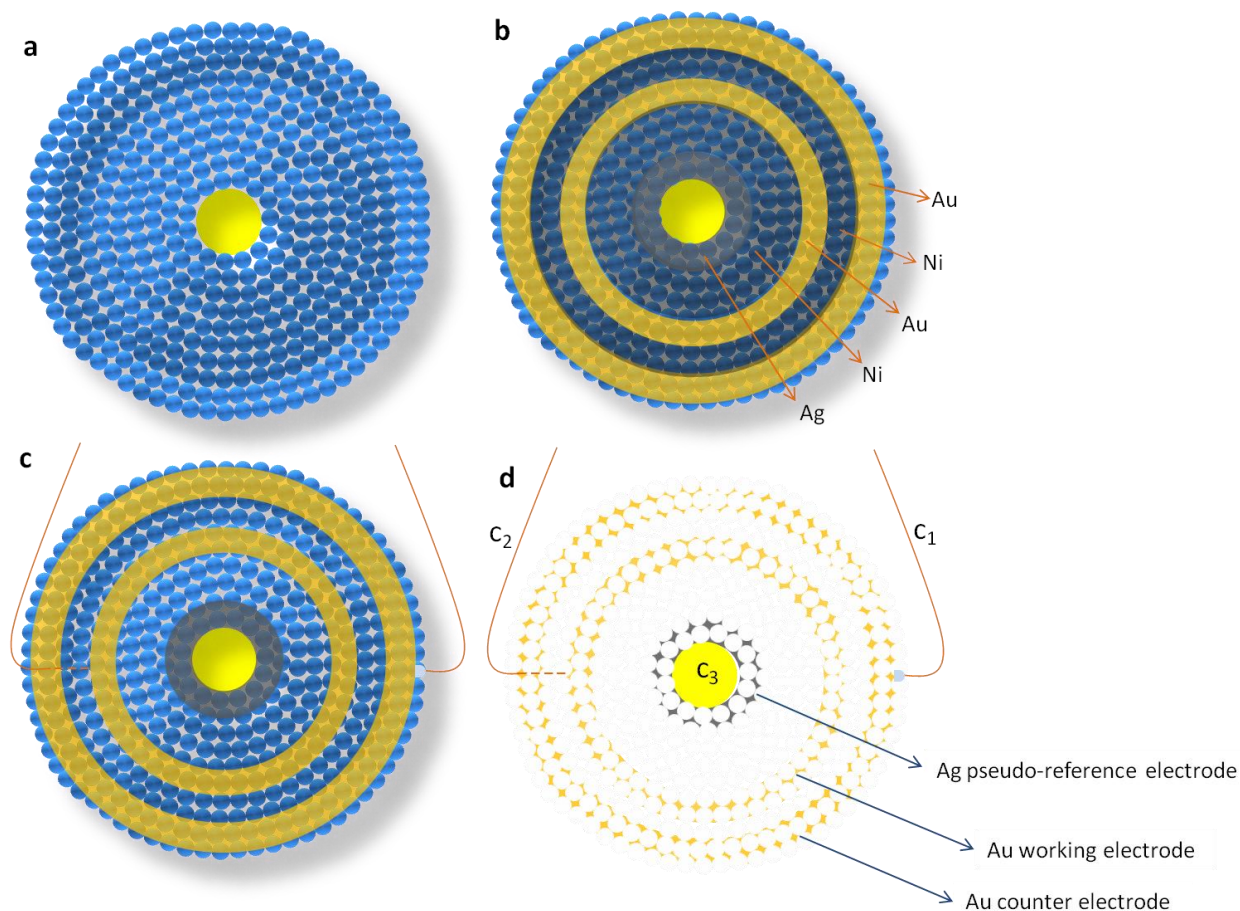 a
b
Au
Ni
Au
Ni
Ag
c
d
c2
c1
c3
Ag pseudo-reference electrode
Au working electrode
Au counter electrode